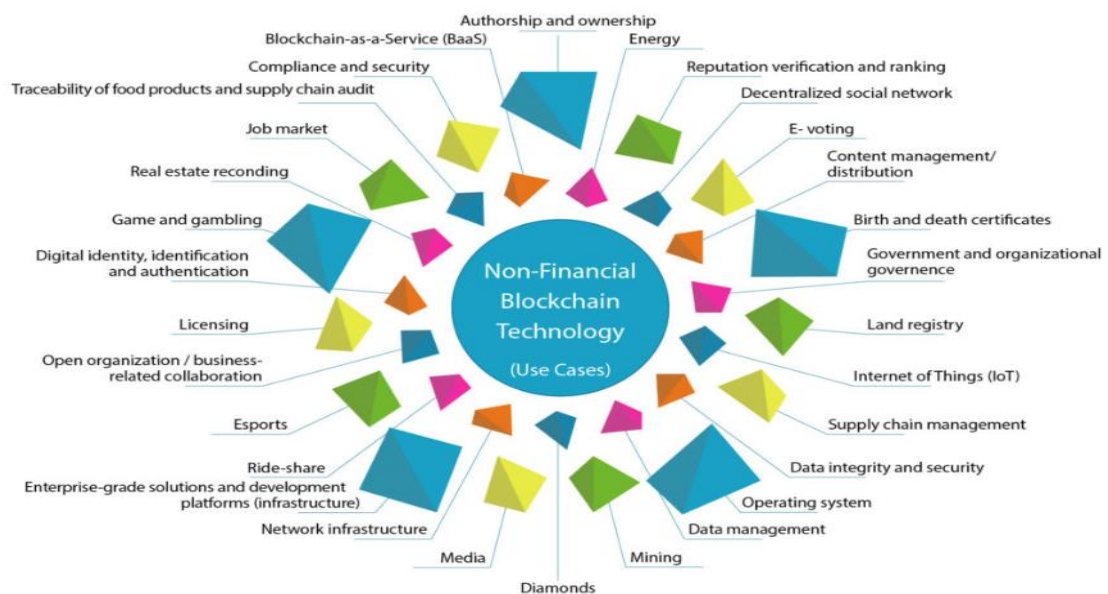 Authorship and ownership
Blockchain-as-a-Service (BaaS)
Energy
Compliance and security
Reputation verification and ranking
Traceability of food products and supply chain audit
Decentralized social network
Job market
E- voting
Real estate reconding
Content management/
distribution
Game and gambling
Birth and death certificates
Digital identity, identification
and authentication
Government and organizational
governence
Non-Financial
Blockchain
Technology
(Use Cases)
Licensing
Land registry
Open organization / business-
related collaboration
Internet of Things (IoT)
Esports
Supply chain management
Ride-share
Data integrity and security
Enterprise-grade solutions and development
platforms (infrastructure)
Operating system
Network infrastructure
Data management
Media
Mining
Diamonds